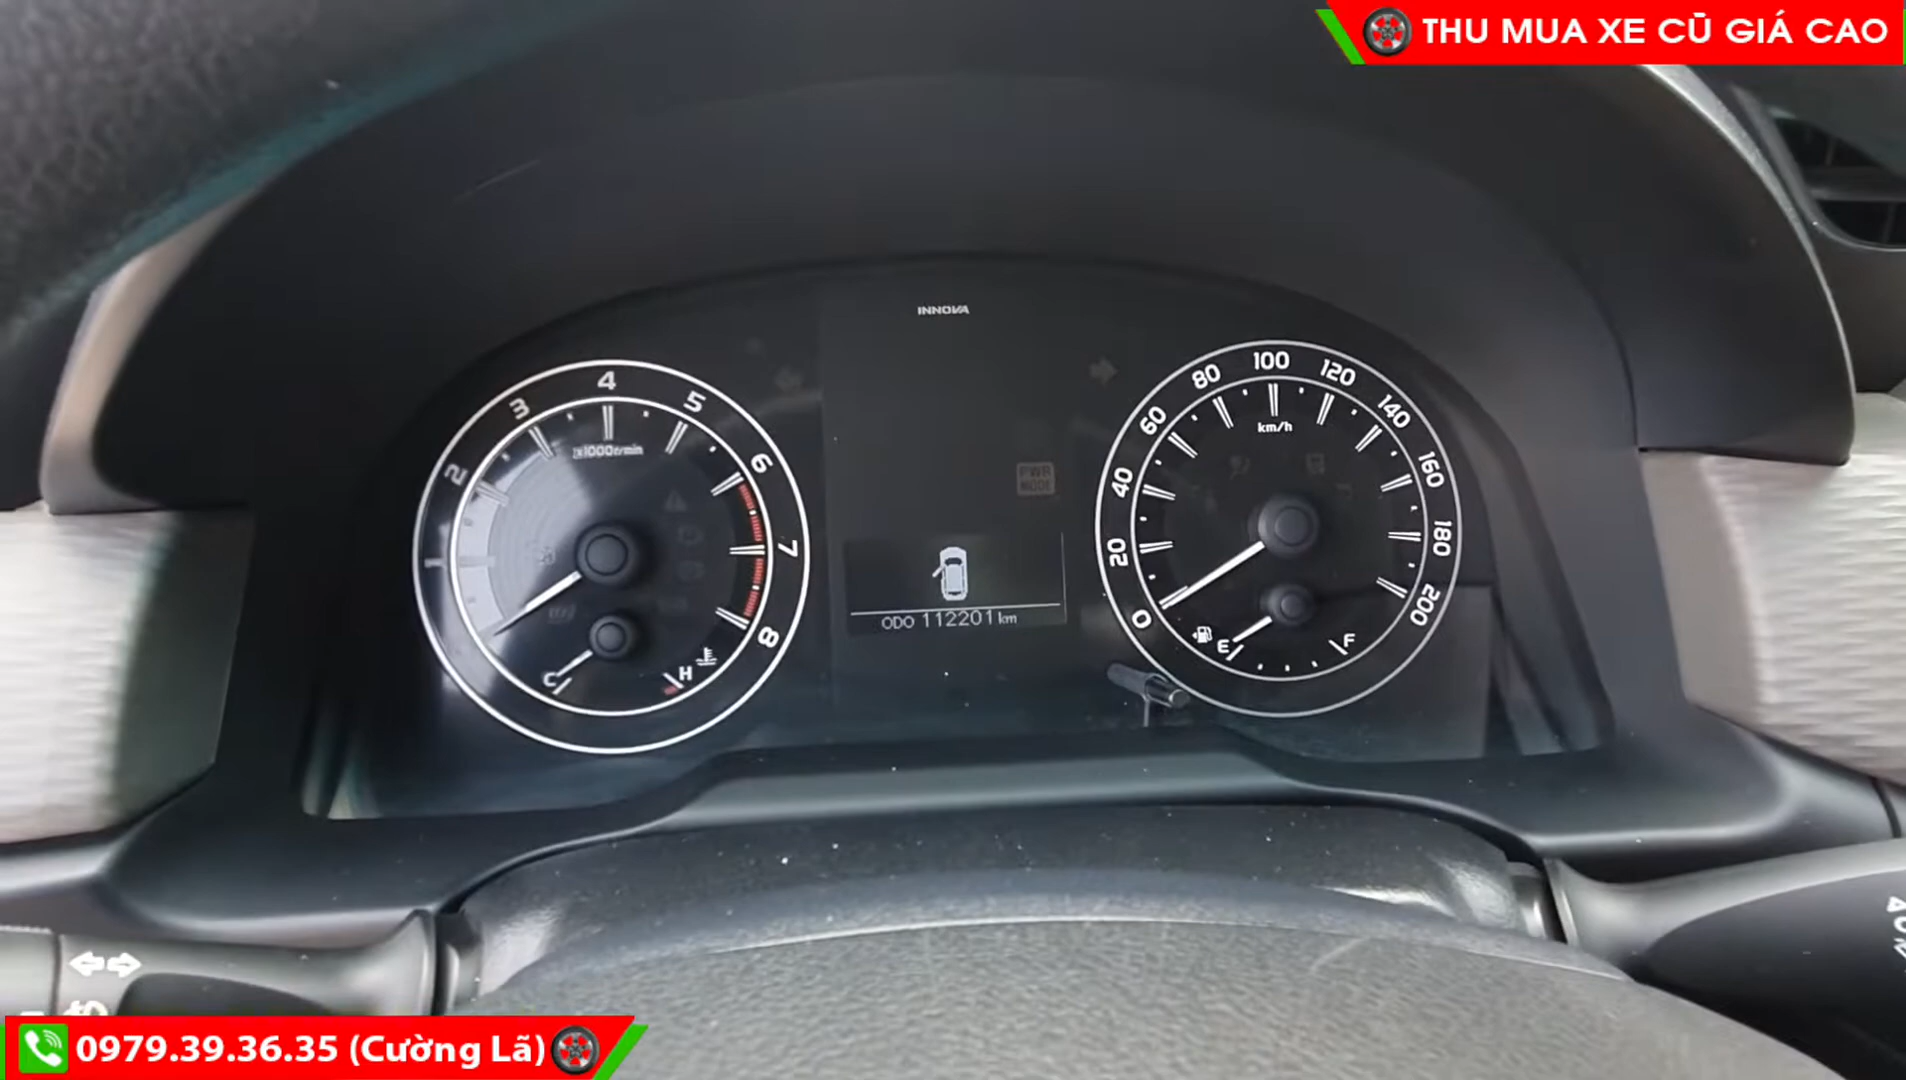 THU MUA XE CŨ GIÁ CAO
INNOVA
1
2
3
4
5
6
7
8
x1000r/min
C
H
PWR
MODE
ODO 112201 km
0
20
40
60
80
100
120
140
160
180
200
km/h
E
F
0979.39.36.35 (Cường Lã)